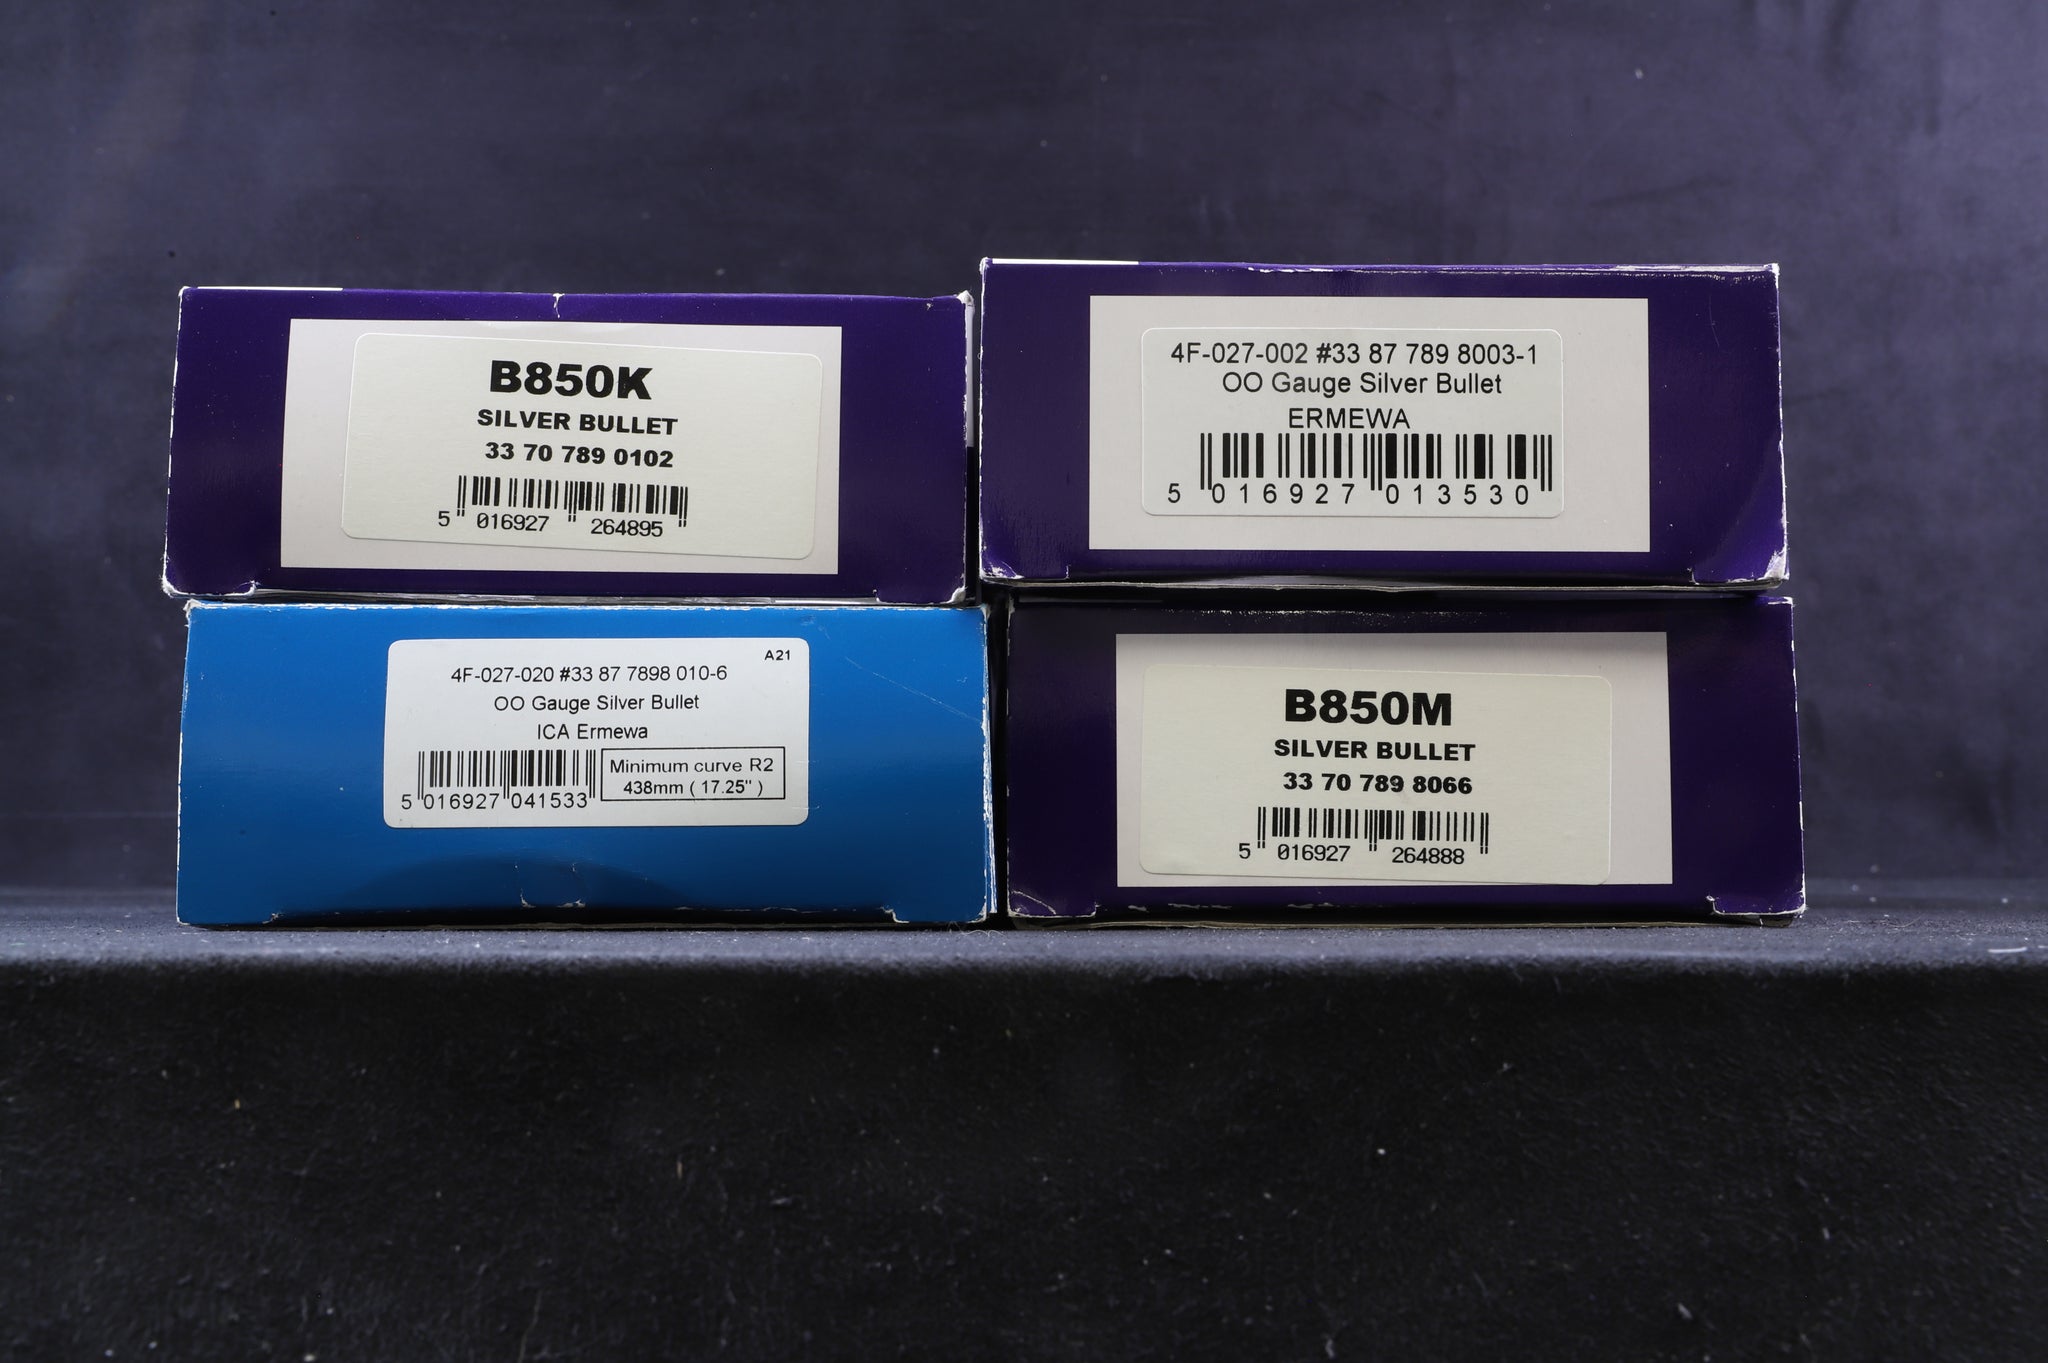 B850K
SILVER BULLET
33 70 789 0102
5 016927 264895
4F-027-002 #33 87 789 8003-1
OO Gauge Silver Bullet
ERMEWA
5 016927 013530
A21
4F-027-020 #33 87 7898 010-6
OO Gauge Silver Bullet
ICA Ermewa
Minimum curve R2
438mm ( 17.25" )
5 016927 041533
B850M
SILVER BULLET
33 70 789 8066
5 016927 264888